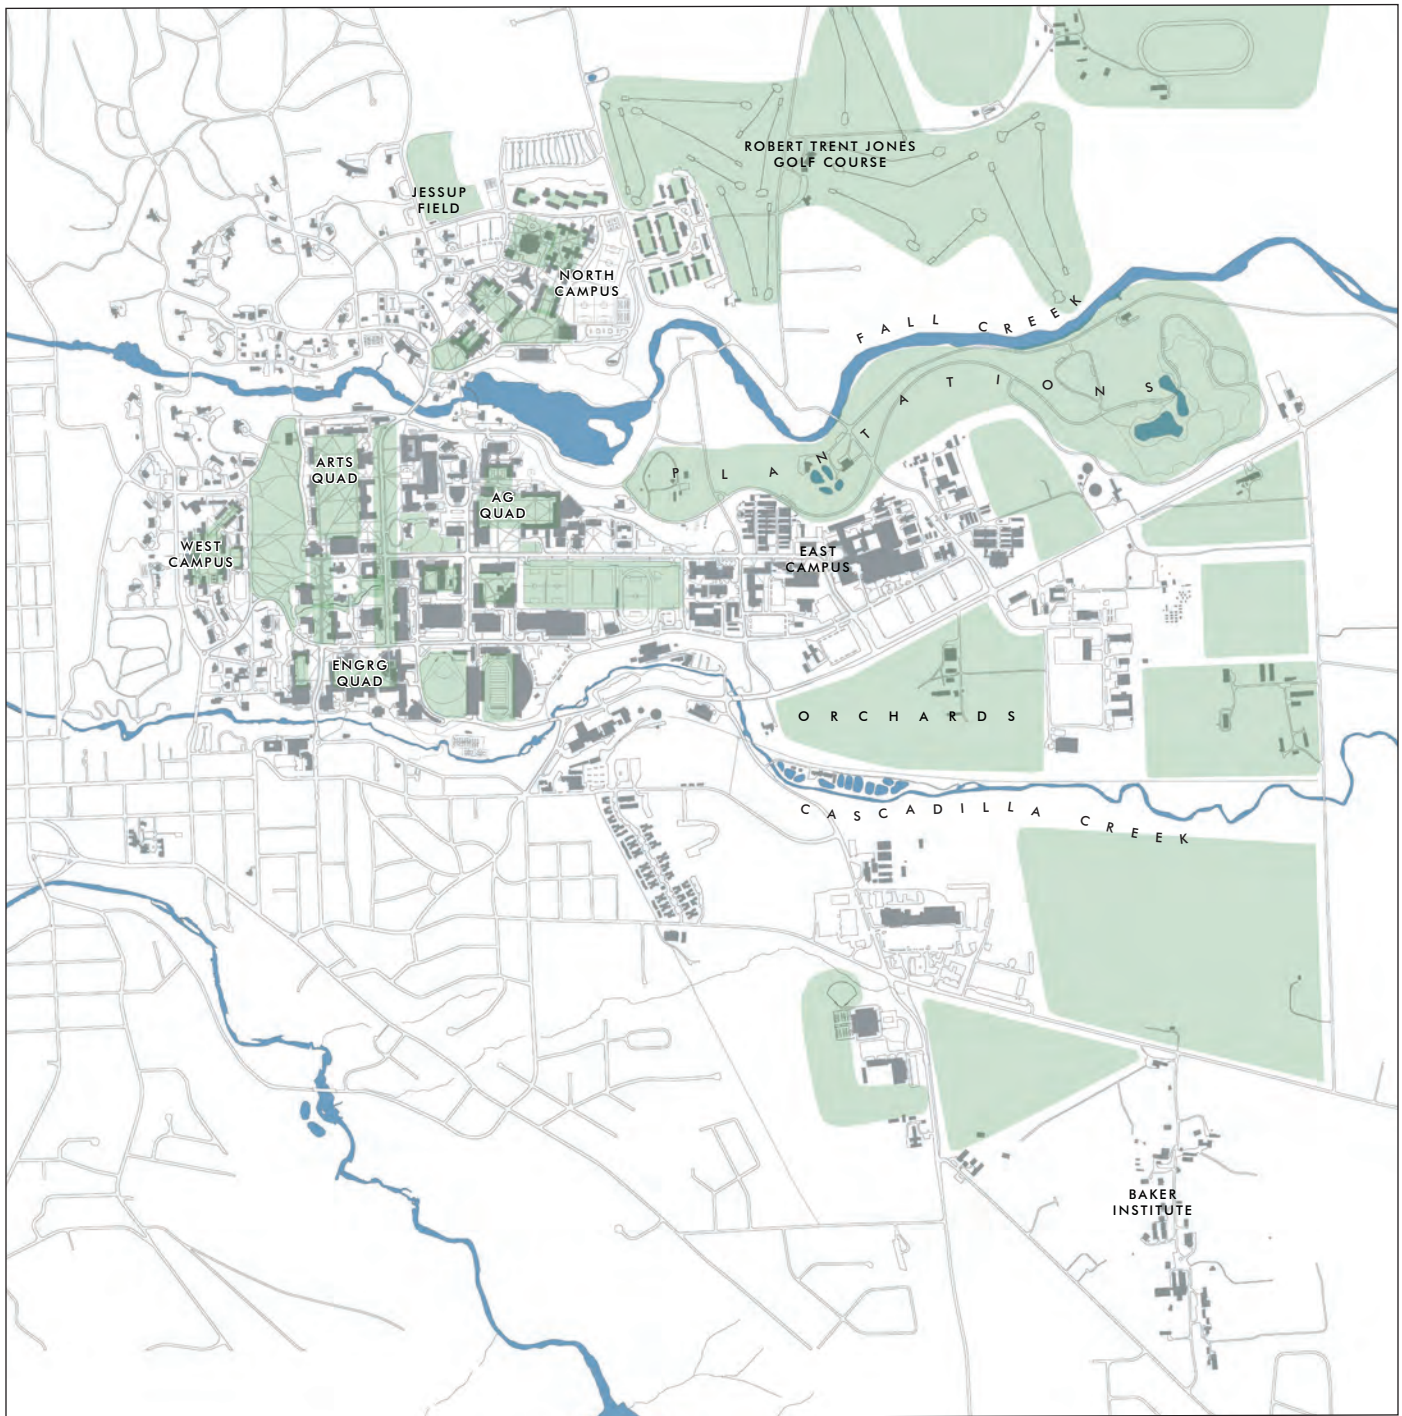 ROBERT TRENT JONES
GOLF COURSE
JESSUP
FIELD
NORTH
CAMPUS
FALL CREEK
PLANTATIONS
ARTS
QUAD
AG
QUAD
WEST
CAMPUS
EAST
CAMPUS
ENGRG
QUAD
ORCHARDS
CASCADILLA CREEK
BAKER
INSTITUTE